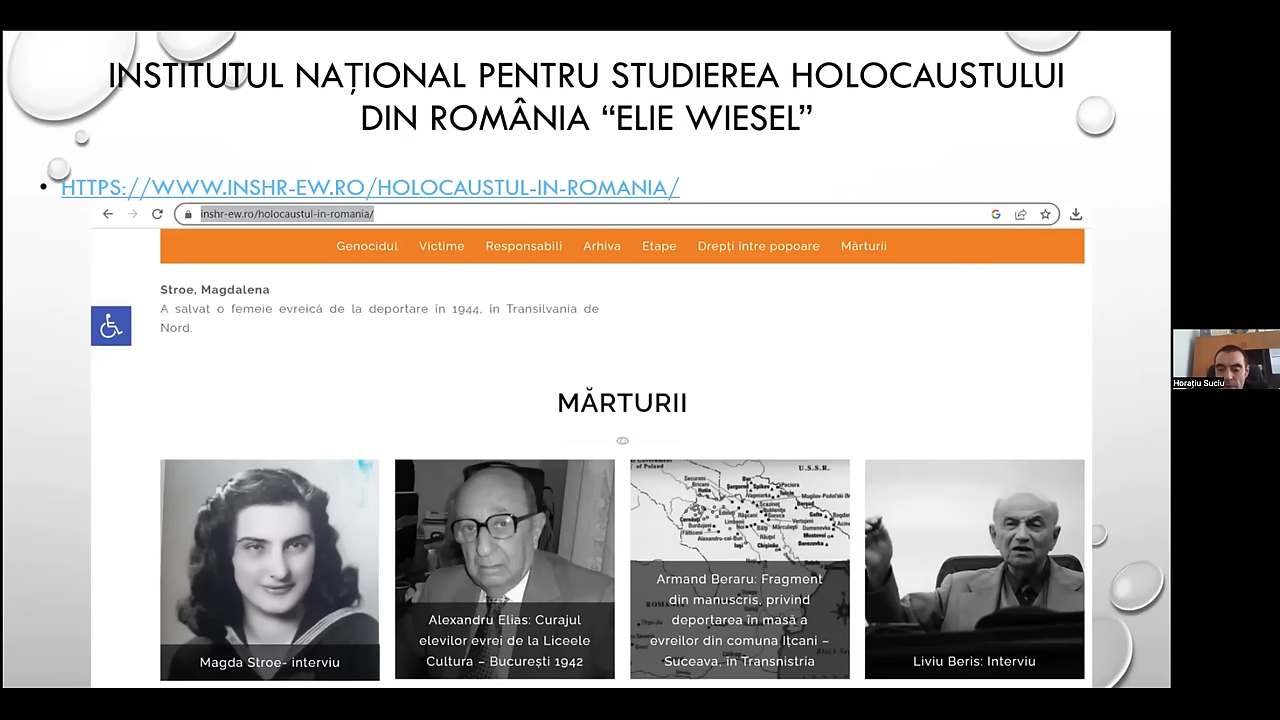 INSTITUTUL NAȚIONAL PENTRU STUDIEREA HOLOCAUSTULUI
DIN ROMÂNIA “ELIE WIESEL”
• HTTPS://WWW.INSHR-EW.RO/HOLOCAUSTUL-IN-ROMANIA/
inshr-ew.ro/holocaustul-in-romania/
Genocidul Victime Responsabili Arhiva Etape Drepți între popoare Mărturii
Stroe, Magdalena
A salvat o femeie evreică de la deportare în 1944, în Transilvania de
Nord.
MĂRTURII
Magda Stroe- interviu
Alexandru Elias: Curajul
elevilor evrei de la Liceele
Cultura – București 1942
of Poland
U.S.S.R.
Armand Beraru: Fragment
din manuscris, privind
deportarea în masă a
evreilor din comuna Ițcani –
Suceava, în Transnistria
Liviu Beris: Interviu
Horațiu Suciu